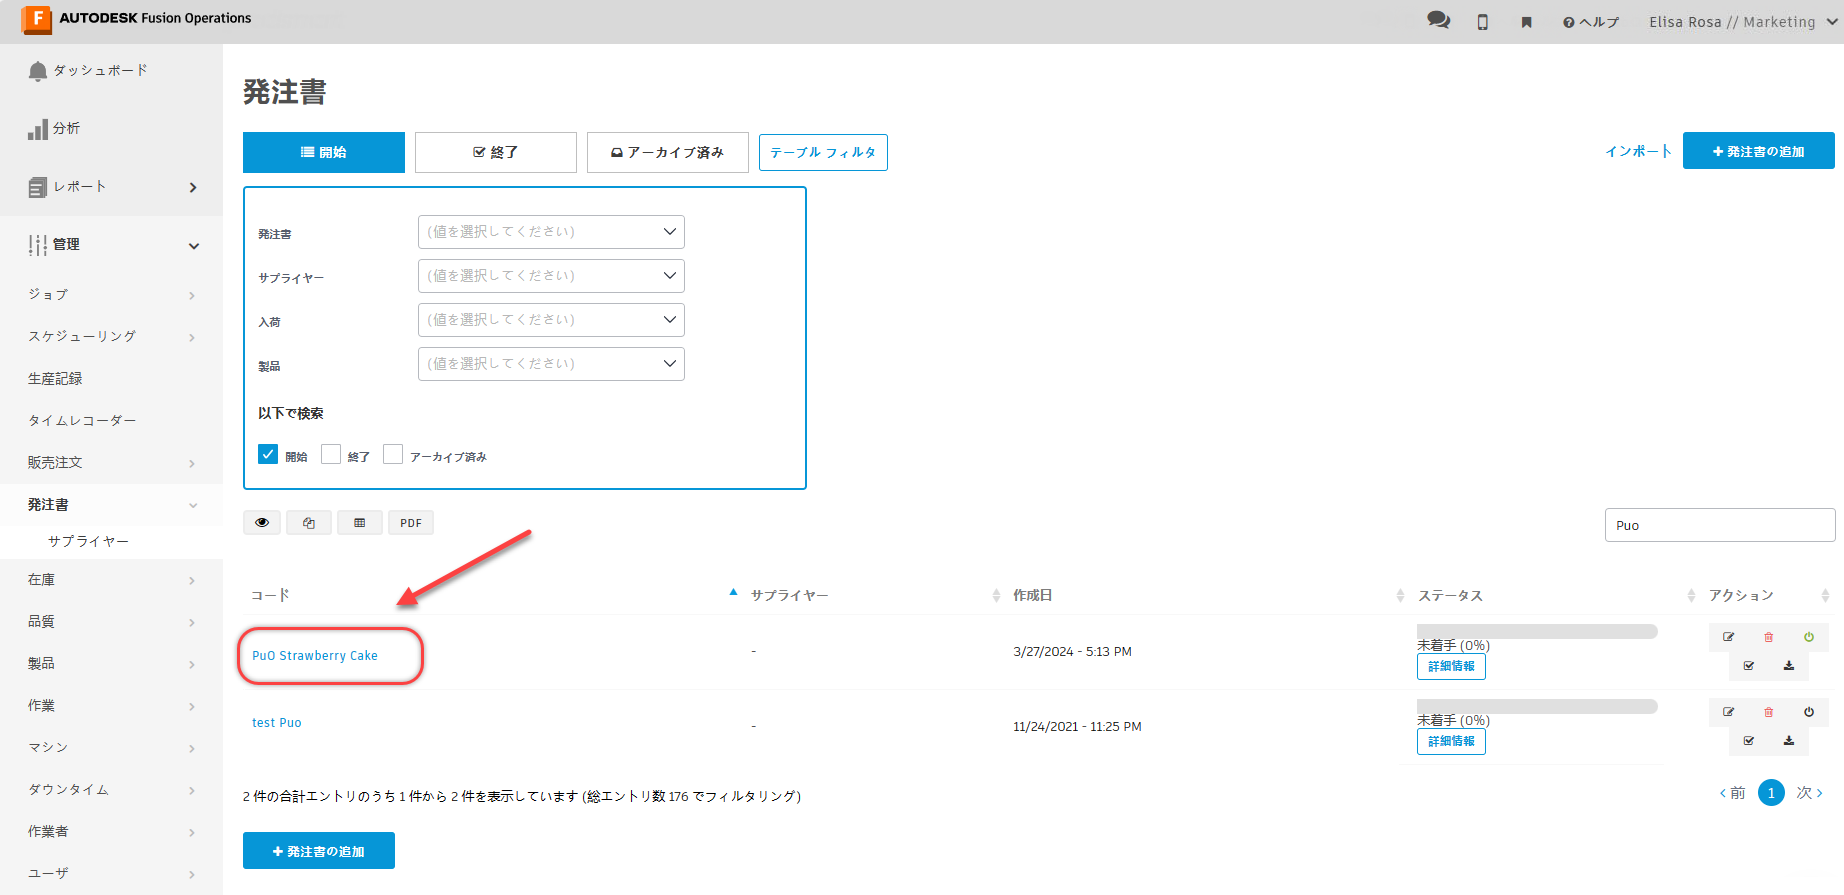 F AUTODESK Fusion Operations
ヘルプ
Elisa Rosa // Marketing
ダッシュボード
分析
レポート
管理
ジョブ
スケジューリング
生産記録
タイムレコーダー
販売注文
発注書
サプライヤー
在庫
品質
製品
作業
マシン
ダウンタイム
作業者
ユーザ
発注書
開始
終了
アーカイブ済み
テーブル フィルタ
インポート
発注書の追加
発注書 (値を選択してください)
サプライヤー (値を選択してください)
入荷 (値を選択してください)
製品 (値を選択してください)
以下で検索
開始 終了 アーカイブ済み
PDF
Puo
コード サプライヤー 作成日 ステータス アクション
PuO Strawberry Cake - 3/27/2024 - 5:13 PM 未着手 (0%)
詳細情報
test Puo - 11/24/2021 - 11:25 PM 未着手 (0%)
詳細情報
2 件の合計エントリのうち 1 件から 2 件を表示しています (総エントリ数 176 でフィルタリング)
前 1 次
発注書の追加